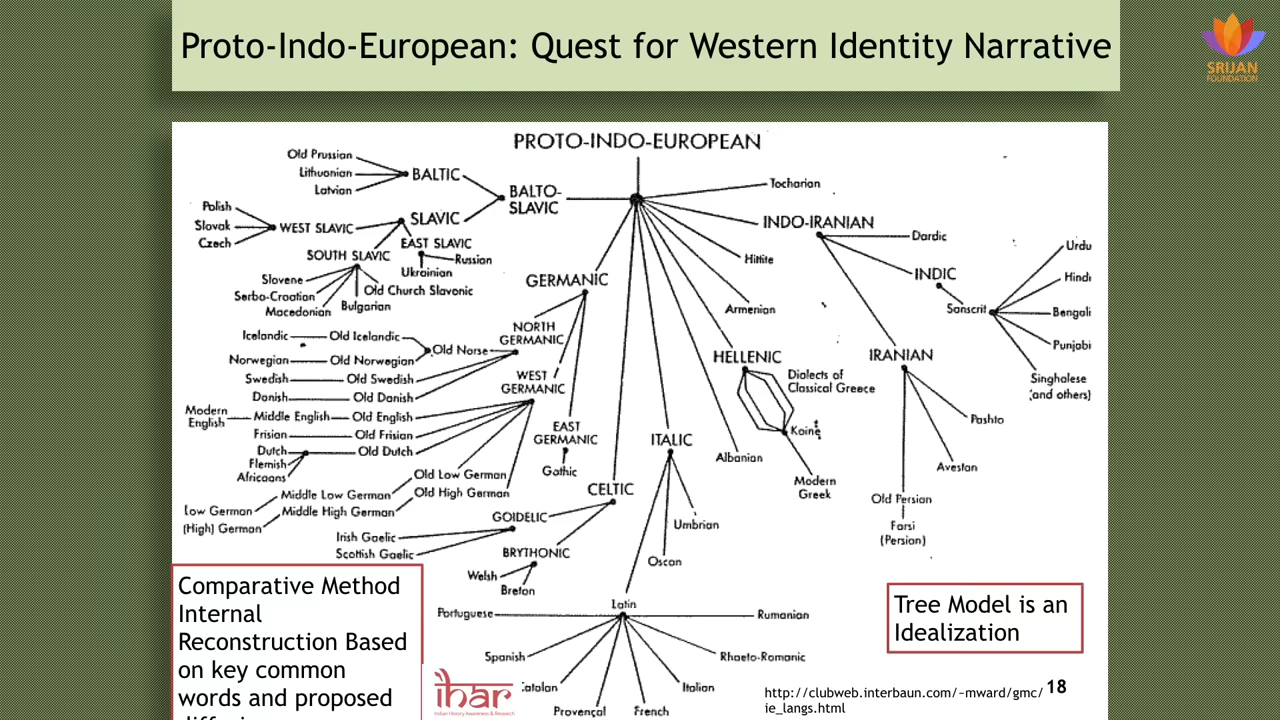 Proto-Indo-European: Quest for Western Identity Narrative
SRIJAN
FOUNDATION
PROTO-INDO-EUROPEAN
Old Prussian
Lithuanian
Latvian
BALTIC
BALTO-
SLAVIC
Tocharian
Polish
Slovak
Czech
WEST SLAVIC
SLAVIC
EAST SLAVIC
Russian
Ukrainian
SOUTH SLAVIC
Slovene
Serbo-Croatian
Macedonian
Bulgarian
Old Church Slavonic
INDO-IRANIAN
Dardic
INDIC
Sanscrit
Urdu
Hindi
Bengali
Punjabi
Singhalese
(and others)
Hittite
Armenian
GERMANIC
NORTH
GERMANIC
Icelandic
Old Icelandic
Norwegian
Old Norwegian
Old Norse
Swedish
Old Swedish
Danish
Old Danish
WEST
GERMANIC
Modern
English
Middle English
Old English
Frisian
Old Frisian
Dutch
Old Dutch
Flemish
Africaans
Old Low German
Middle Low German
Old High German
Low German
Middle High German
(High) German
EAST
GERMANIC
Gothic
HELLENIC
Dialects of
Classical Greece
Koine
Modern
Greek
IRANIAN
Pashto
Avestan
Old Persian
Farsi
(Persian)
Albanian
ITALIC
Umbrian
Oscan
CELTIC
GOIDELIC
Irish Gaelic
Scottish Gaelic
BRYTHONIC
Welsh
Breton
Latin
Portuguese
Rumanian
Spanish
Rhaeto-Romanic
Catalan
Italian
Provençal
French
Comparative Method
Internal
Reconstruction Based
on key common
words and proposed
Tree Model is an
Idealization
ihar
Indian History Awareness & Research
http://clubweb.interbaun.com/~mward/gmc/
ie_langs.html
18